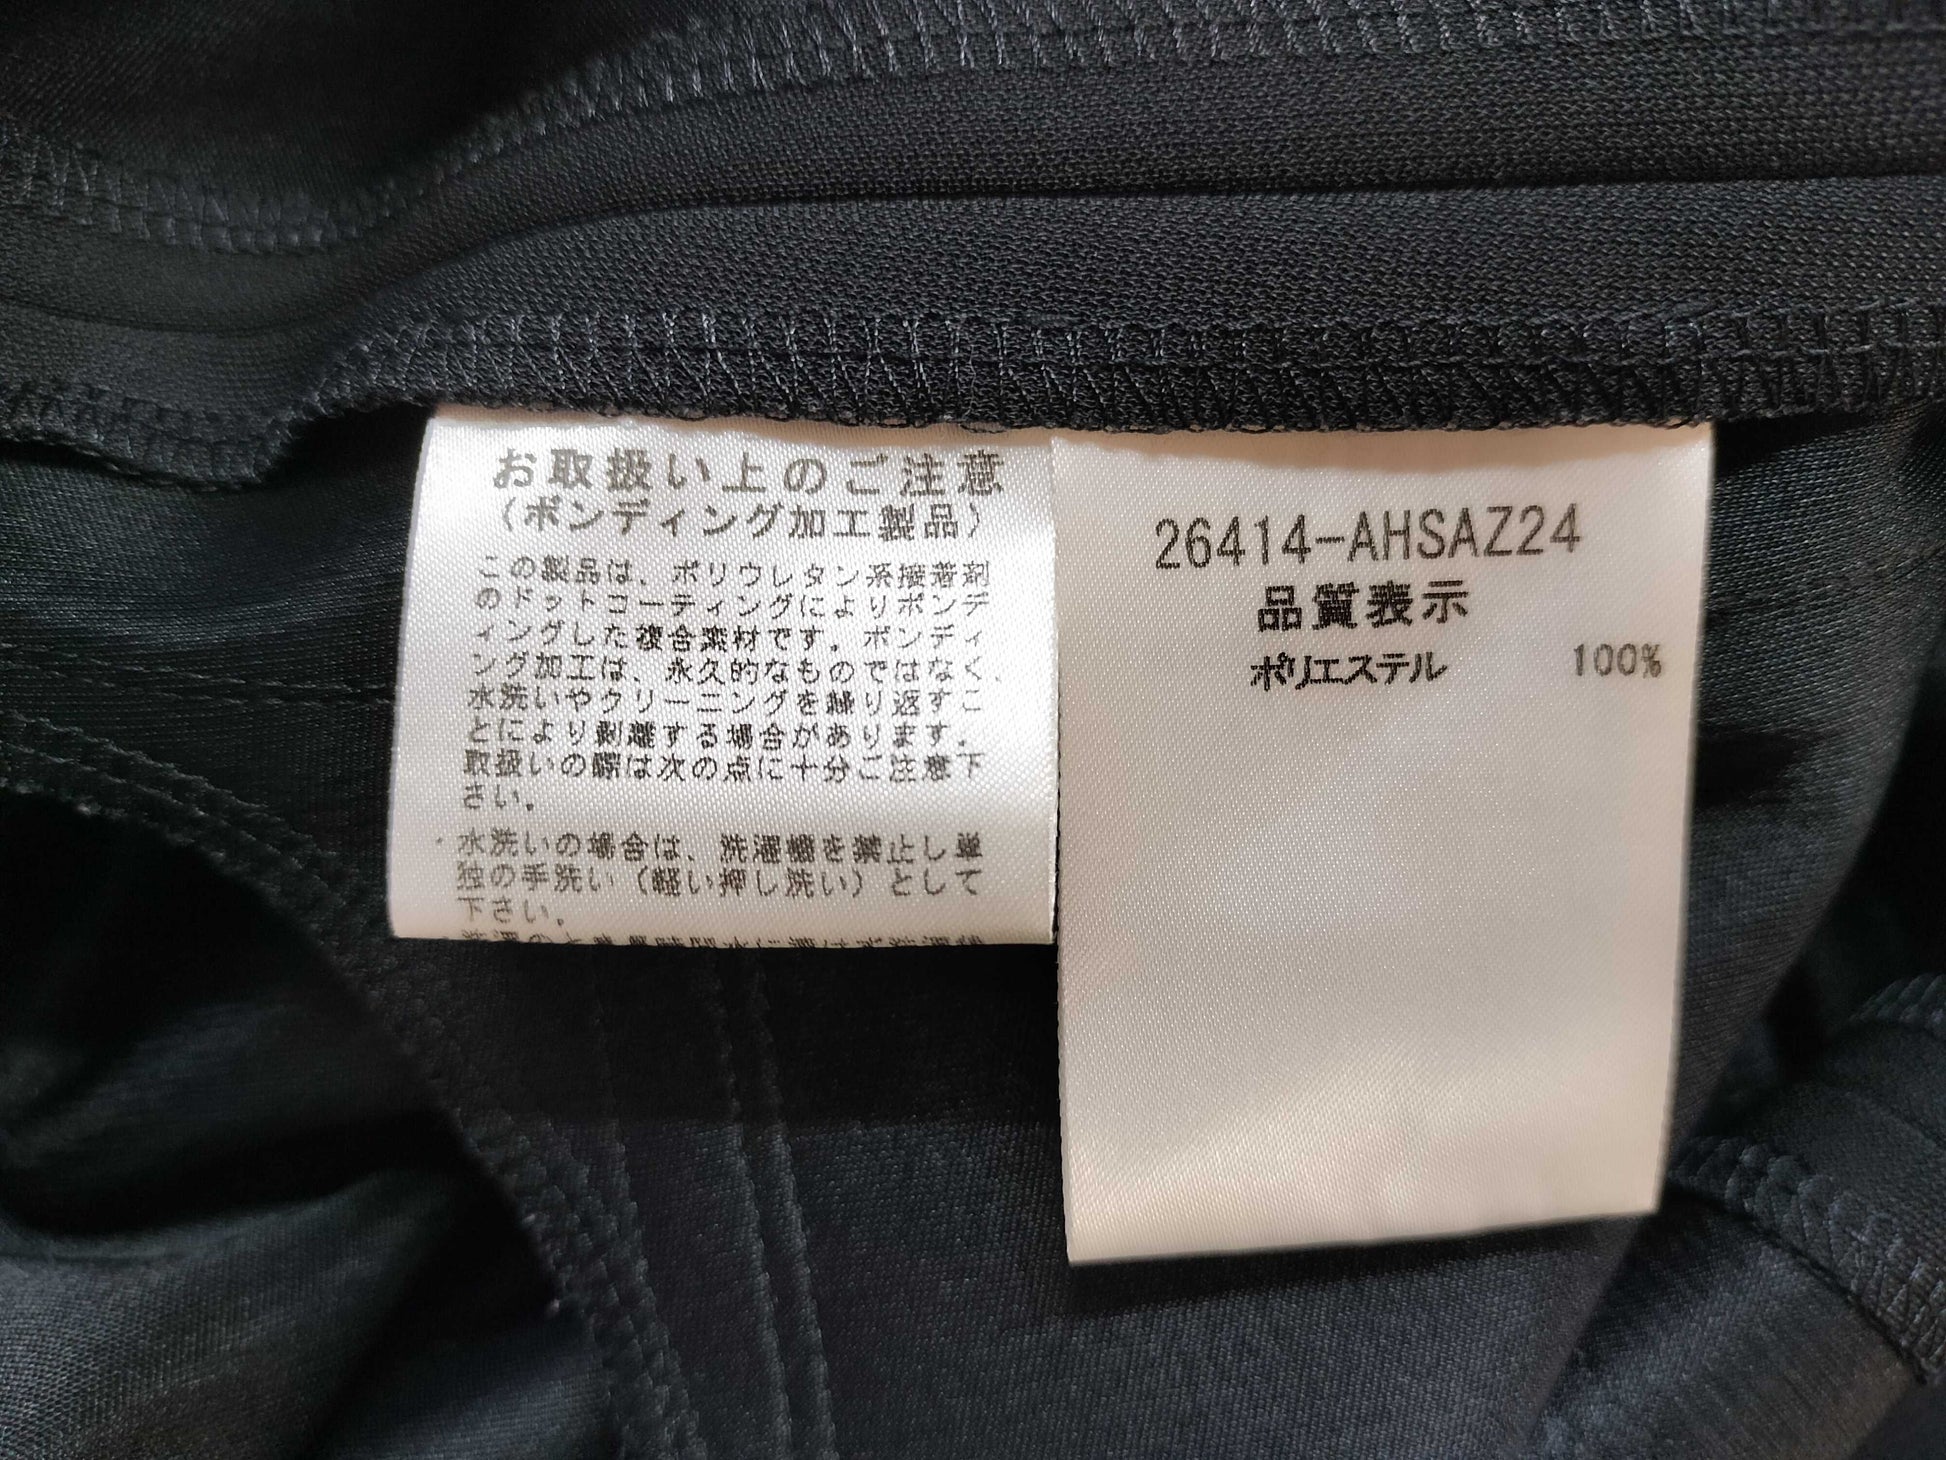 お取扱い上のご注意
(ボンディング加工製品)
この製品は、ポリウレタン系接着剤
のドットコーティングによりボンデ
ィングした複合素材です。ボンディ
ング加工は、永久的なものではなく、
水洗いやクリーニングを繰り返すこ
とにより剥離する場合があります。
取扱いの際は次の点に十分ご注意下
さい。
・水洗いの場合は、洗濯機を禁止し単
独の手洗い(軽い押し洗い)として
下さい。
26414-AHSAZ24
品質表示
ポリエステル 100%